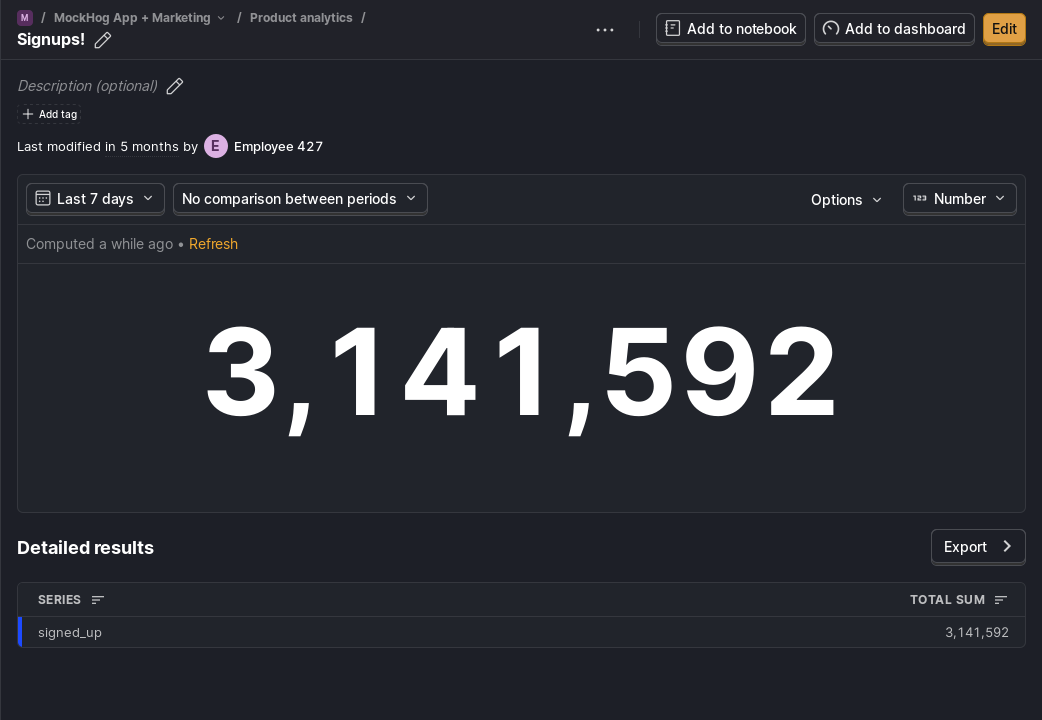 M / MockHog App + Marketing / Product analytics /
Signups!
Add to notebook
Add to dashboard
Edit
Description (optional)
Add tag
Last modified in 5 months by E Employee 427
Last 7 days
No comparison between periods
Options
123 Number
Computed a while ago • Refresh
3,141,592
Detailed results
Export
SERIES
TOTAL SUM
signed_up
3,141,592